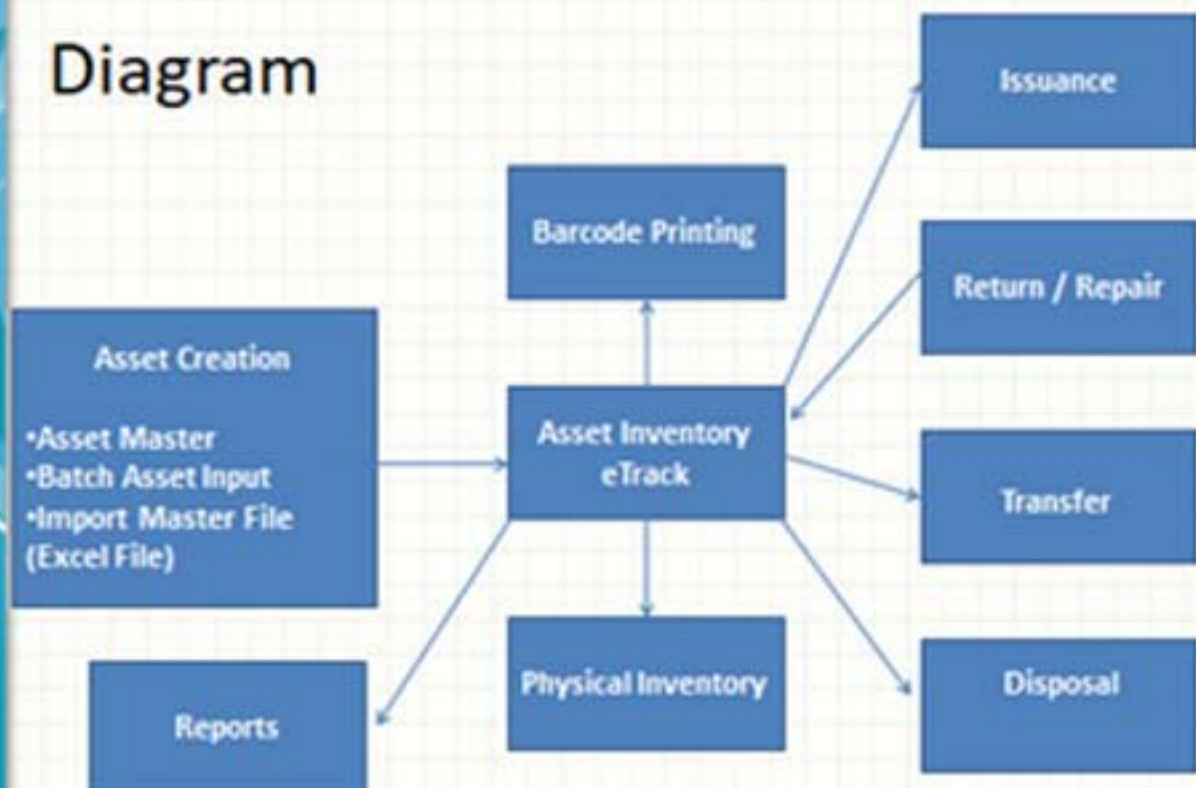 Diagram
Issuance
Barcode Printing
Return / Repair
Asset Creation
•Asset Master
•Batch Asset Input
•Import Master File
(Excel File)
Asset Inventory
eTrack
Transfer
Reports
Physical Inventory
Disposal